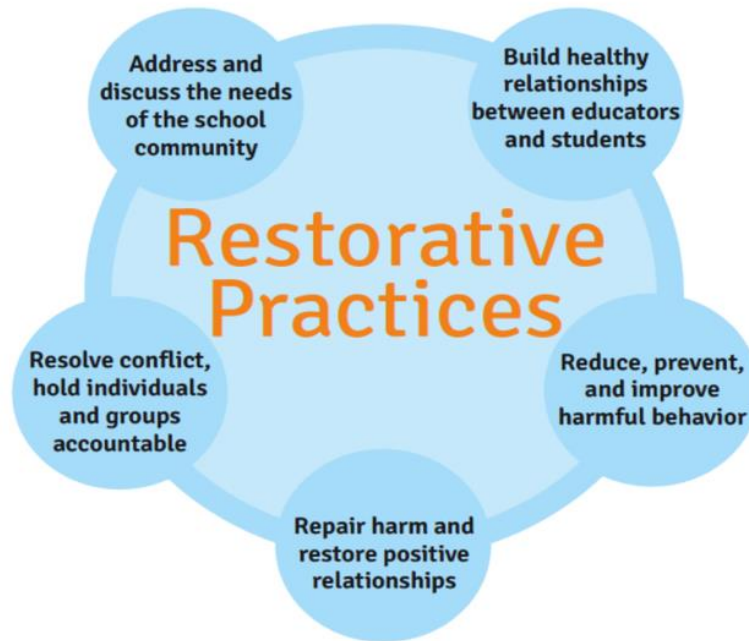 Address and
discuss the needs
of the school
community
Build healthy
relationships
between educators
and students
Restorative
Practices
Resolve conflict,
hold individuals
and groups
accountable
Reduce, prevent,
and improve
harmful behavior
Repair harm and
restore positive
relationships